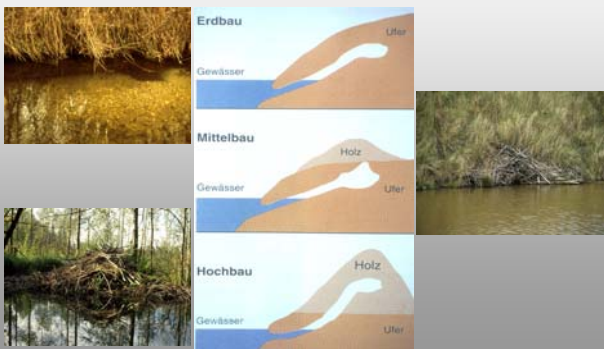 Erdbau
Ufer
Gewässer
Mittelbau
Holz
Gewässer
Ufer
Hochbau
Holz
Gewässer
Ufer